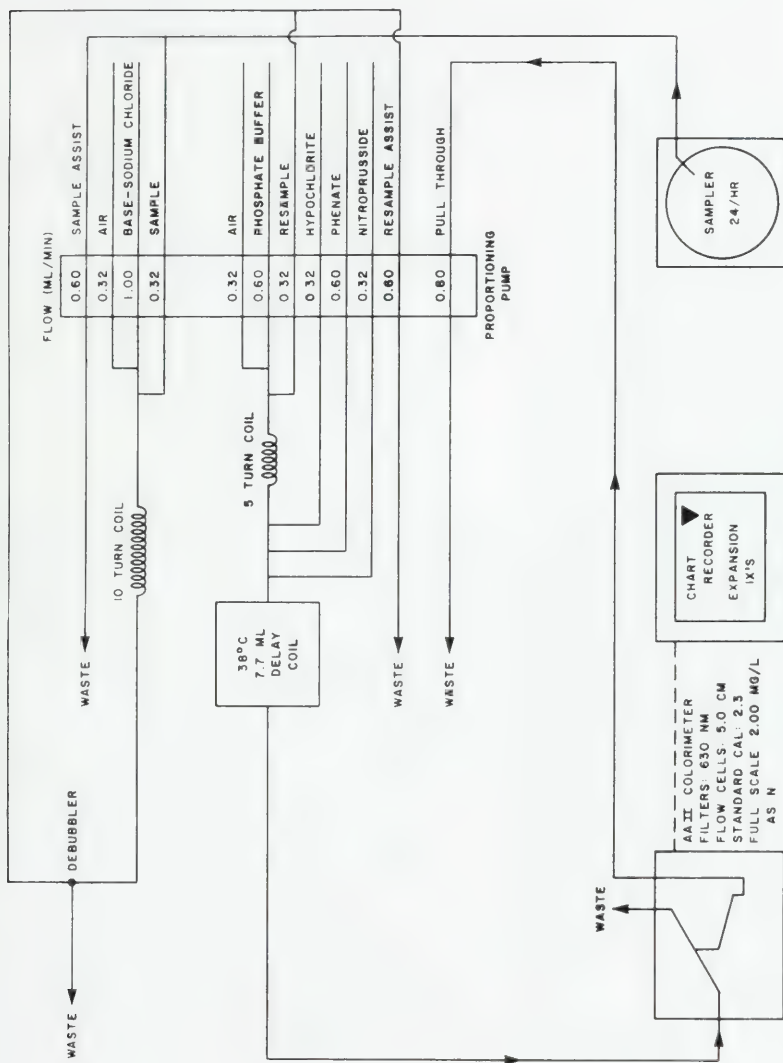 FLOW (ML/MIN)
0.60 SAMPLE ASSIST
0.32 AIR
1.00 BASE-SODIUM CHLORIDE
0.32 SAMPLE
0.32 AIR
0.60 PHOSPHATE BUFFER
0.32 RESAMPLE
0.32 HYPOCHLORITE
0.60 PHENATE
0.32 NITROPRUSSIDE
0.60 RESAMPLE ASSIST
0.80 PULL THROUGH
PROPORTIONING
PUMP
10 TURN COIL
5 TURN COIL
WASTE
DEBUBBLER
WASTE
38°C
7.7 ML
DELAY
COIL
WASTE
WASTE
SAMPLER
24/HR
CHART
RECORDER
EXPANSION
1X'S
AAII COLORIMETER
FILTERS: 630 NM
FLOW CELLS: 5.0 CM
STANDARD CAL: 2.3
FULL SCALE 2.00 MG/L
AS N
WASTE